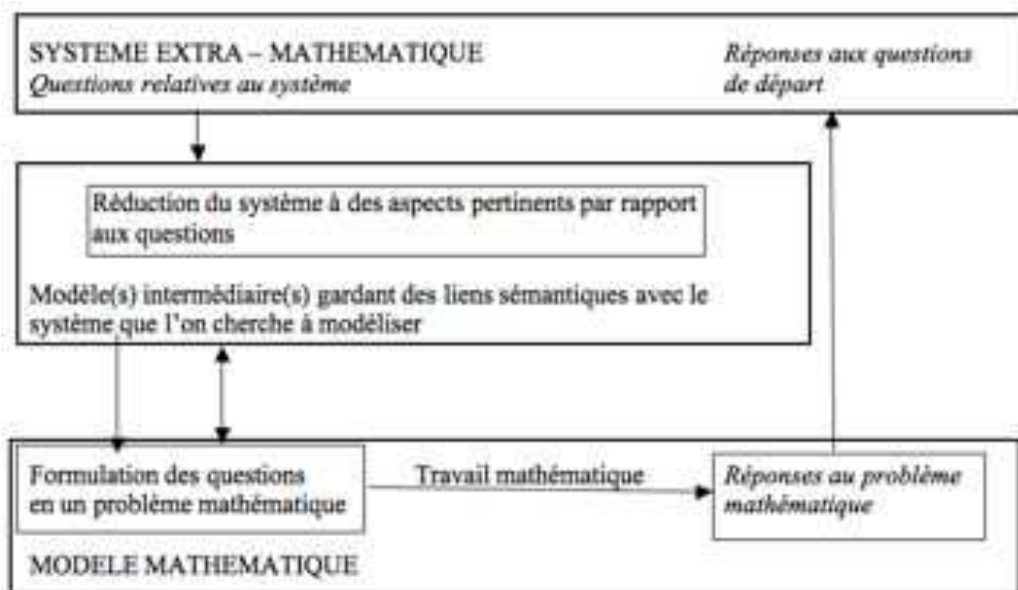 SYSTEME EXTRA – MATHEMATIQUE
Questions relatives au système
Réponses aux questions
de départ
Réduction du système à des aspects pertinents par rapport
aux questions
Modèle(s) intermédiaire(s) gardant des liens sémantiques avec le
système que l'on cherche à modéliser
Formulation des questions
en un problème mathématique
Travail mathématique
Réponses au problème
mathématique
MODELE MATHEMATIQUE